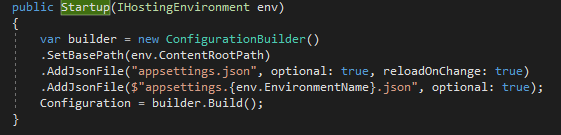 public Startup(IHostingEnvironment env)
{
var builder = new ConfigurationBuilder()
.SetBasePath(env.ContentRootPath)
.AddJsonFile("appsettings.json", optional: true, reloadOnChange: true)
.AddJsonFile($"appsettings.{env.EnvironmentName}.json", optional: true);
Configuration = builder.Build();
}